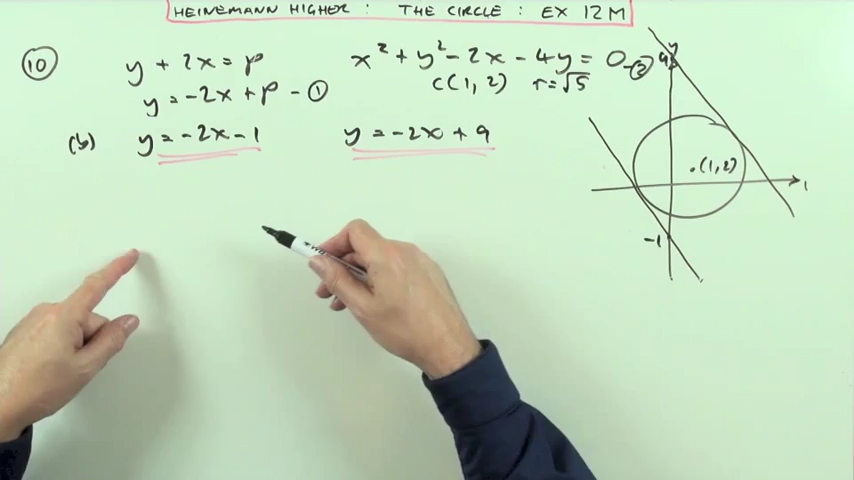 HEINEMANN HIGHER : THE CIRCLE : EX 12M
10 y + 2x = p x² + y² - 2x - 4y = 0 - ②
y = -2x + p - ① C(1, 2) r = √5
(b) y = -2x - 1 y = -2x + 9
y
9
.(1,2)
-1